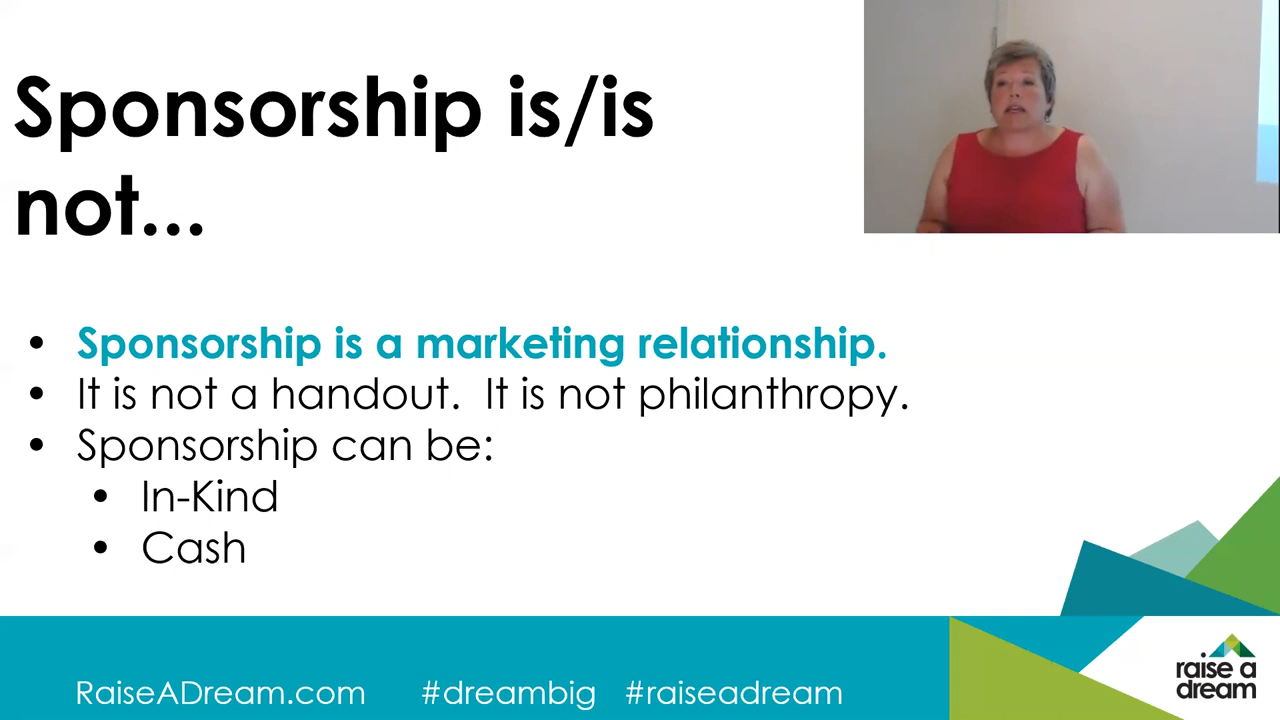 Sponsorship is/is
not...
• Sponsorship is a marketing relationship.
• It is not a handout.  It is not philanthropy.
• Sponsorship can be:
• In-Kind
• Cash
RaiseADream.com #dreambig #raiseadream
raise a
dream